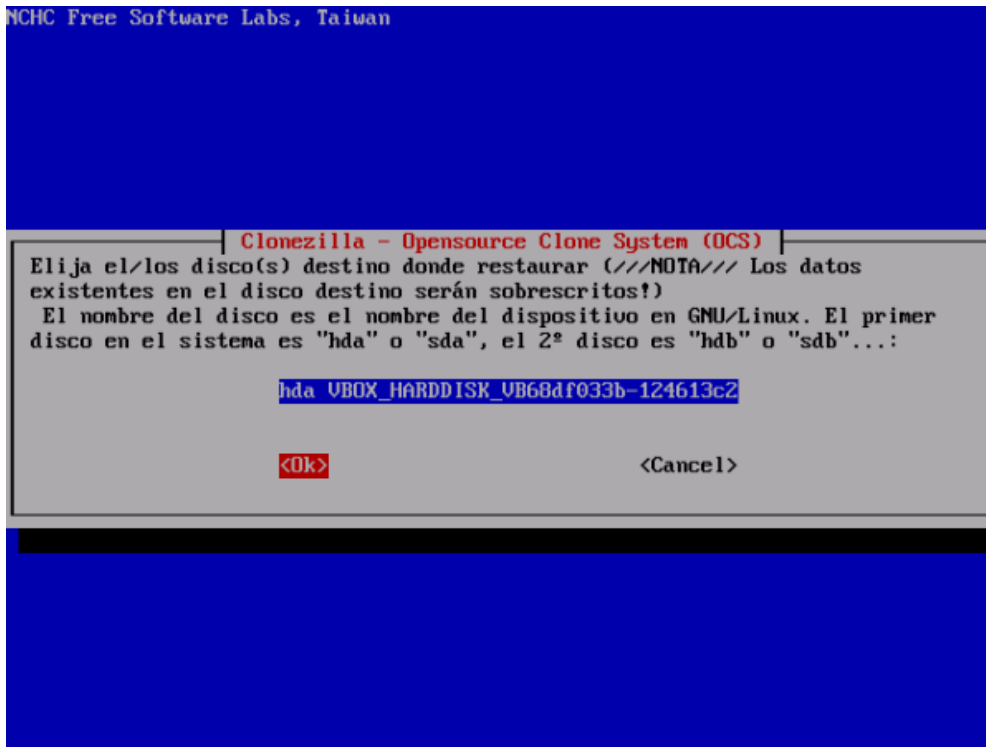 NCHC Free Software Labs, Taiwan
Clonezilla - Opensource Clone System (OCS)
Elija el/los disco(s) destino donde restaurar (///NOTA/// Los datos
existentes en el disco destino serán sobrescritos!)
El nombre del disco es el nombre del dispositivo en GNU/Linux. El primer
disco en el sistema es "hda" o "sda", el 2º disco es "hdb" o "sdb"...:
hda VBOX_HARDDISK_VB68df033b-124613c2
<Ok> <Cancel>